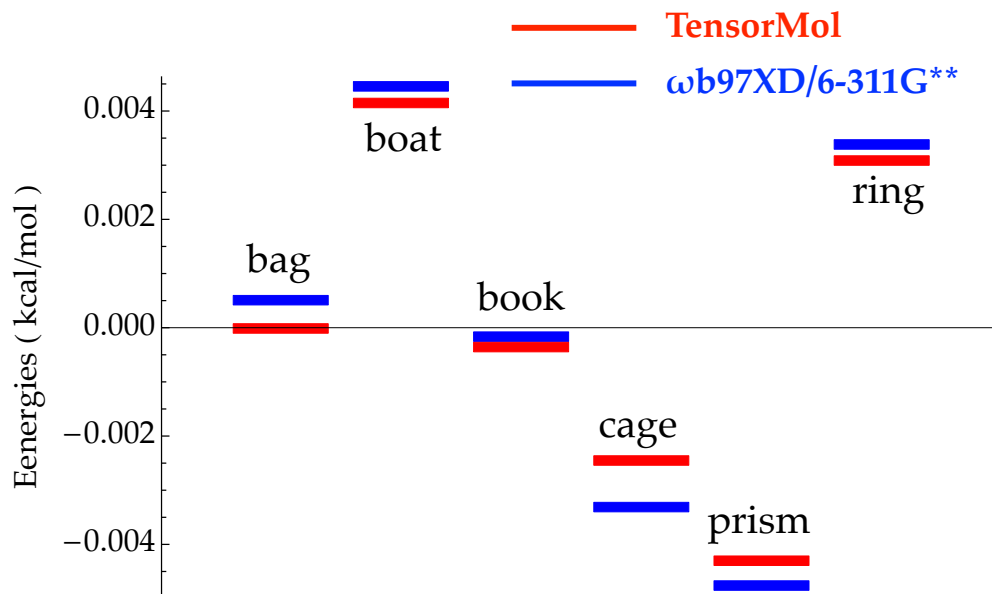 TensorMol
ωb97XD/6-311G**
Eenergies ( kcal/mol )
0.004
0.002
0.000
−0.002
−0.004
boat
ring
bag
book
cage
prism